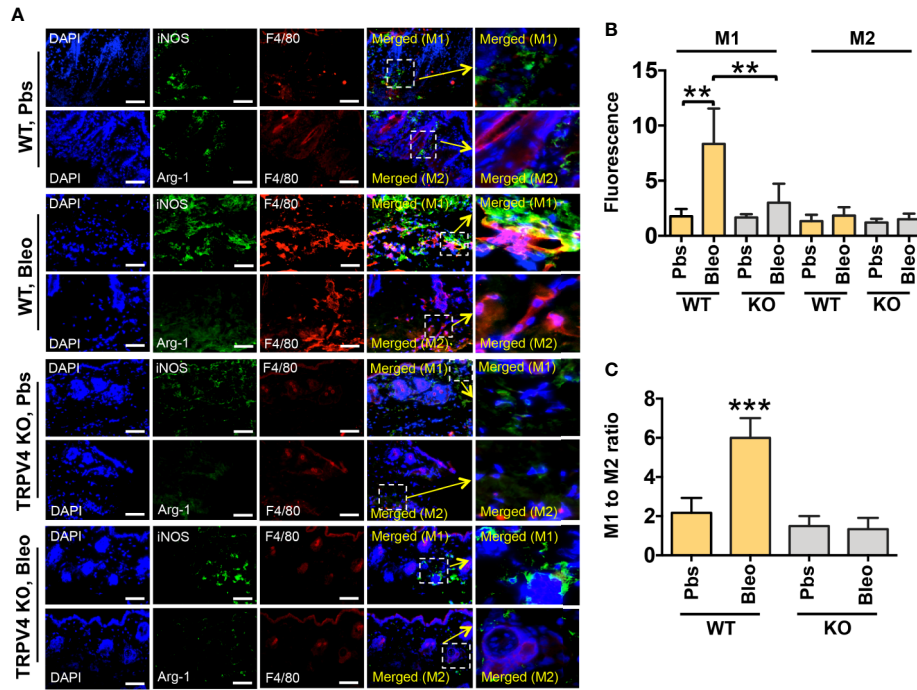 A
WT, Pbs
DAPI iNOS F4/80 Merged (M1) Merged (M1)
DAPI Arg-1 F4/80 Merged (M2) Merged (M2)
WT, Bleo
iNOS Merged (M1)
DAPI F4/80 Merged (M1)
DAPI Arg-1 F4/80 Merged (M2) Merged (M2)
TRPV4 KO, Pbs
DAPI iNOS F4/80 Merged (M1) Merged (M1)
DAPI Arg-1 F4/80 Merged (M2) Merged (M2)
TRPV4 KO, Bleo
DAPI iNOS F4/80 Merged (M1) Merged (M1)
DAPI Arg-1 F4/80 Merged (M2) Merged (M2)
B
M1 M2
** **
Fluorescence
15
10
5
0
Pbs Bleo Pbs Bleo Pbs Bleo Pbs Bleo
WT KO WT KO
C
M1 to M2 ratio
8
6
4
2
0
***
Pbs Bleo Pbs Bleo
WT KO